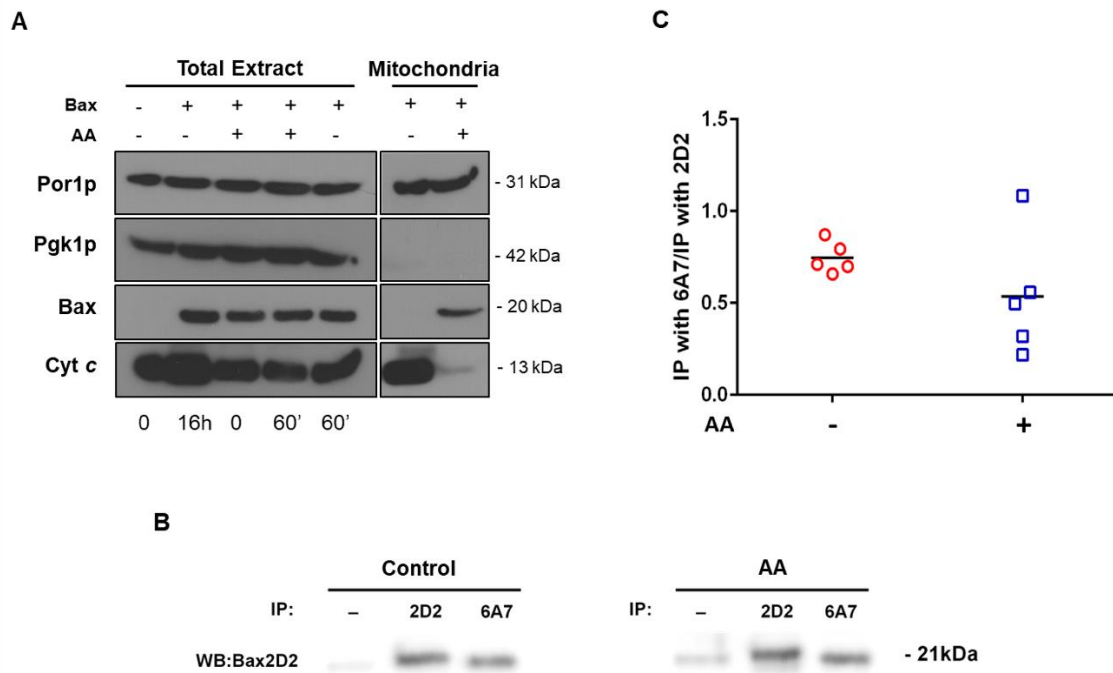 A
Total Extract Mitochondria
Bax - + + + + + +
AA - - + + - - +
Por1p - 31 kDa
Pgk1p - 42 kDa
Bax - 20 kDa
Cyt c - 13 kDa
0 16h 0 60’ 60’
C
IP with 6A7/IP with 2D2
1.5
1.0
0.5
0.0
AA - +
B
Control
IP: – 2D2 6A7
WB:Bax2D2
AA
IP: – 2D2 6A7
- 21kDa